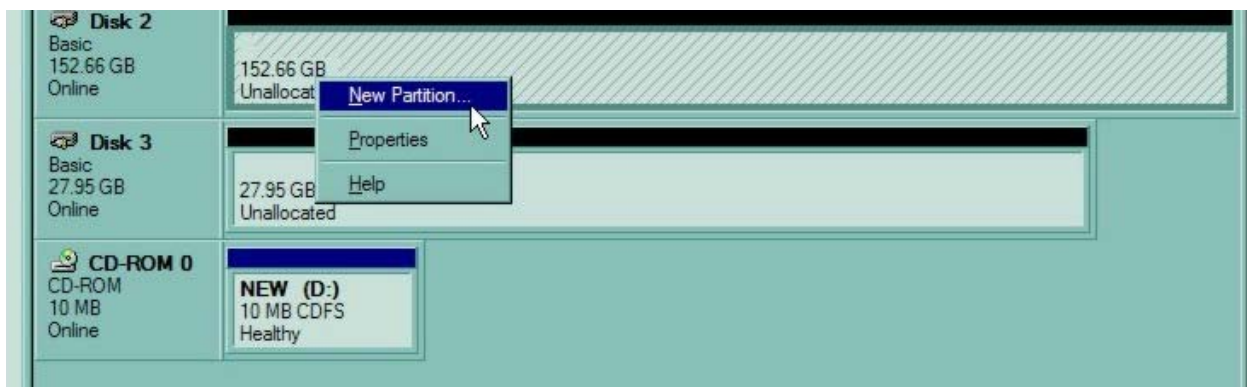 Disk 2
Basic
152.66 GB
Online
152.66 GB
Unallocat
New Partition...
Properties
Help
Disk 3
Basic
27.95 GB
Online
27.95 GB
Unallocated
CD-ROM 0
CD-ROM
10 MB
Online
NEW (D:)
10 MB CDFS
Healthy